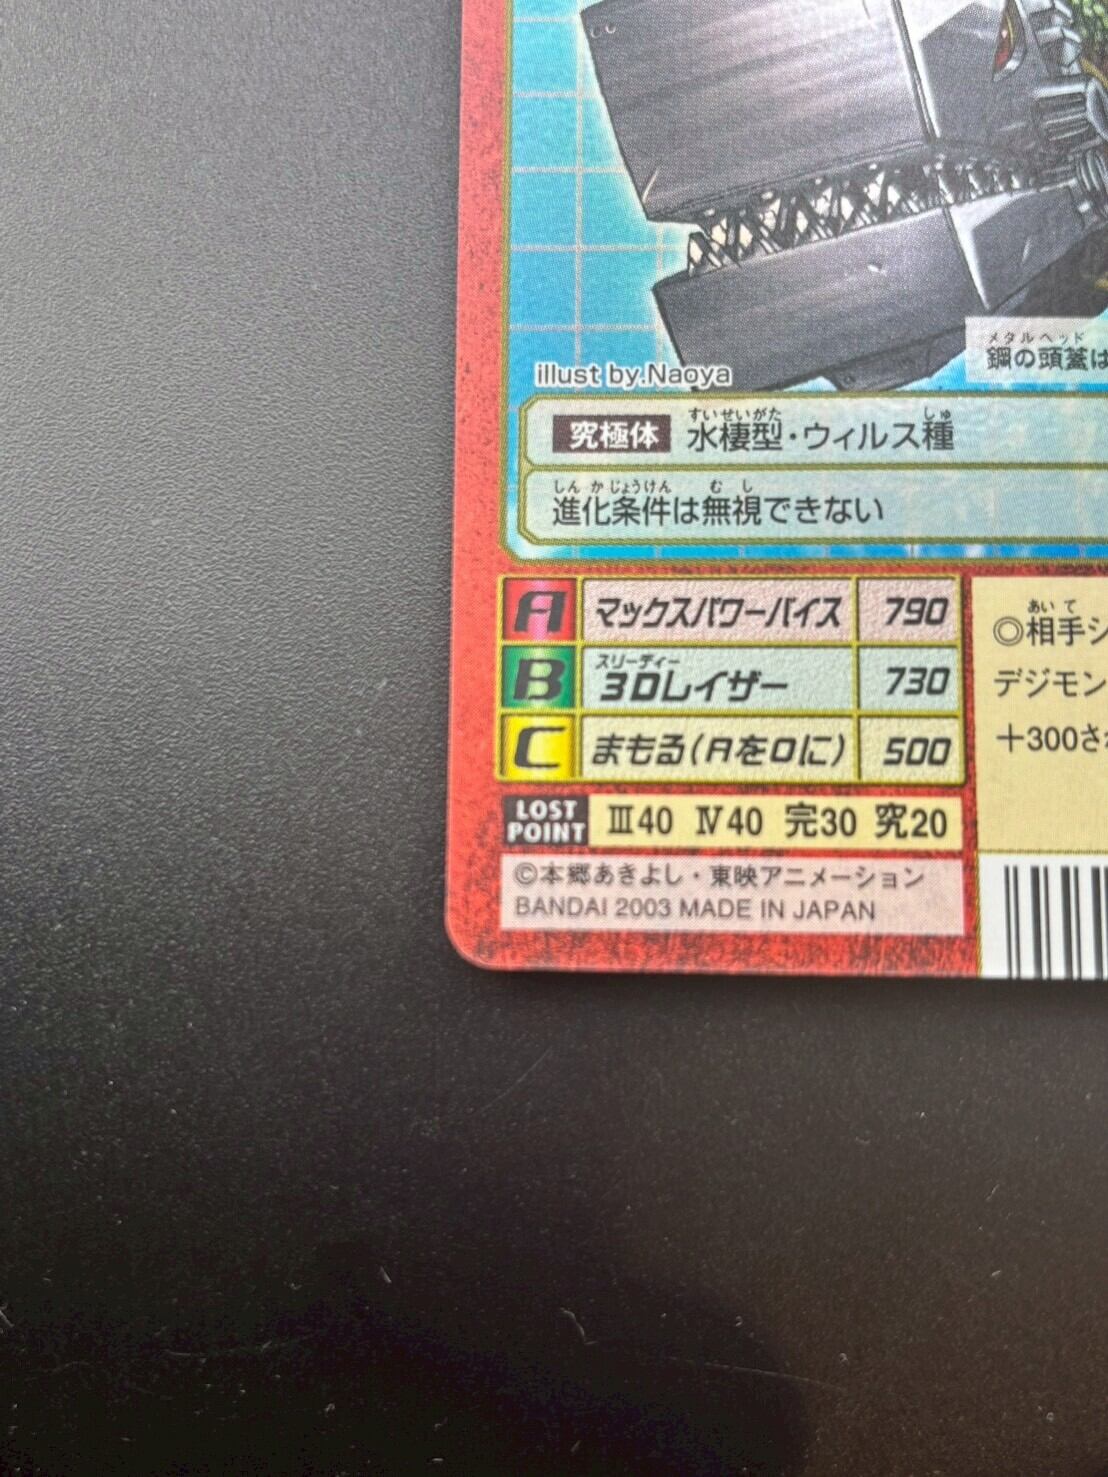 メタルヘッド
鋼の頭蓋は
illust by.Naoya
すいせいがた しゅ
究極体 水棲型・ウィルス種
しんかじょうけん むし
進化条件は無視できない
A マックスパワーバイス 790
スリーディー
B 3Dレイザー 730
C まもる(Aを0に) 500
LOST POINT Ⅲ40 Ⅳ40 完30 究20
あいて
◎相手シ
デジモン
+300さ
©本郷あきよし・東映アニメーション
BANDAI 2003 MADE IN JAPAN